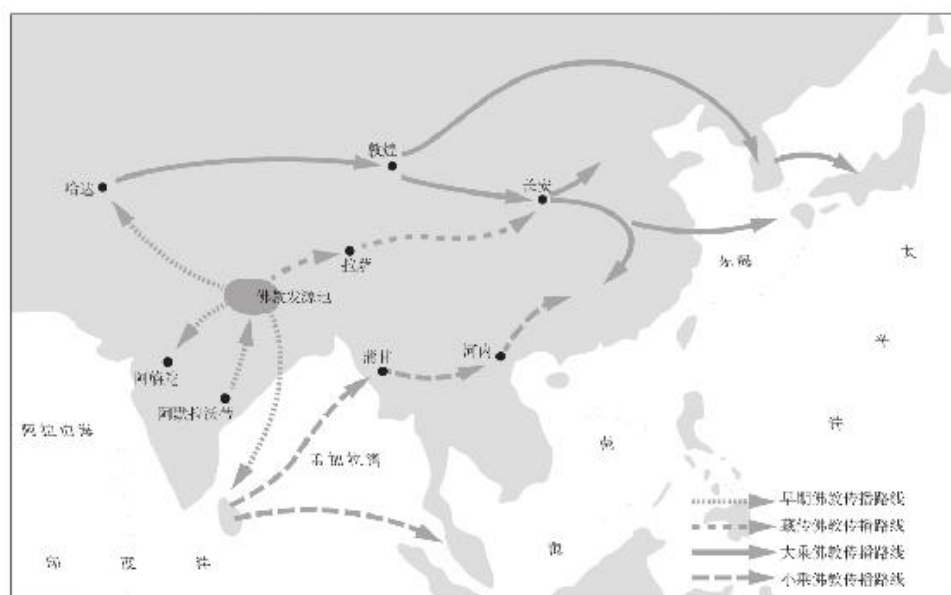 敦煌
哈达
长安
拉萨
东海
太
平
洋
佛教发源地
蒲甘
河内
阿旃陀
阿默拉沃蒂
阿拉伯海
孟加拉湾
南
海
印 度 洋
早期佛教传播路线
藏传佛教传播路线
大乘佛教传播路线
小乘佛教传播路线